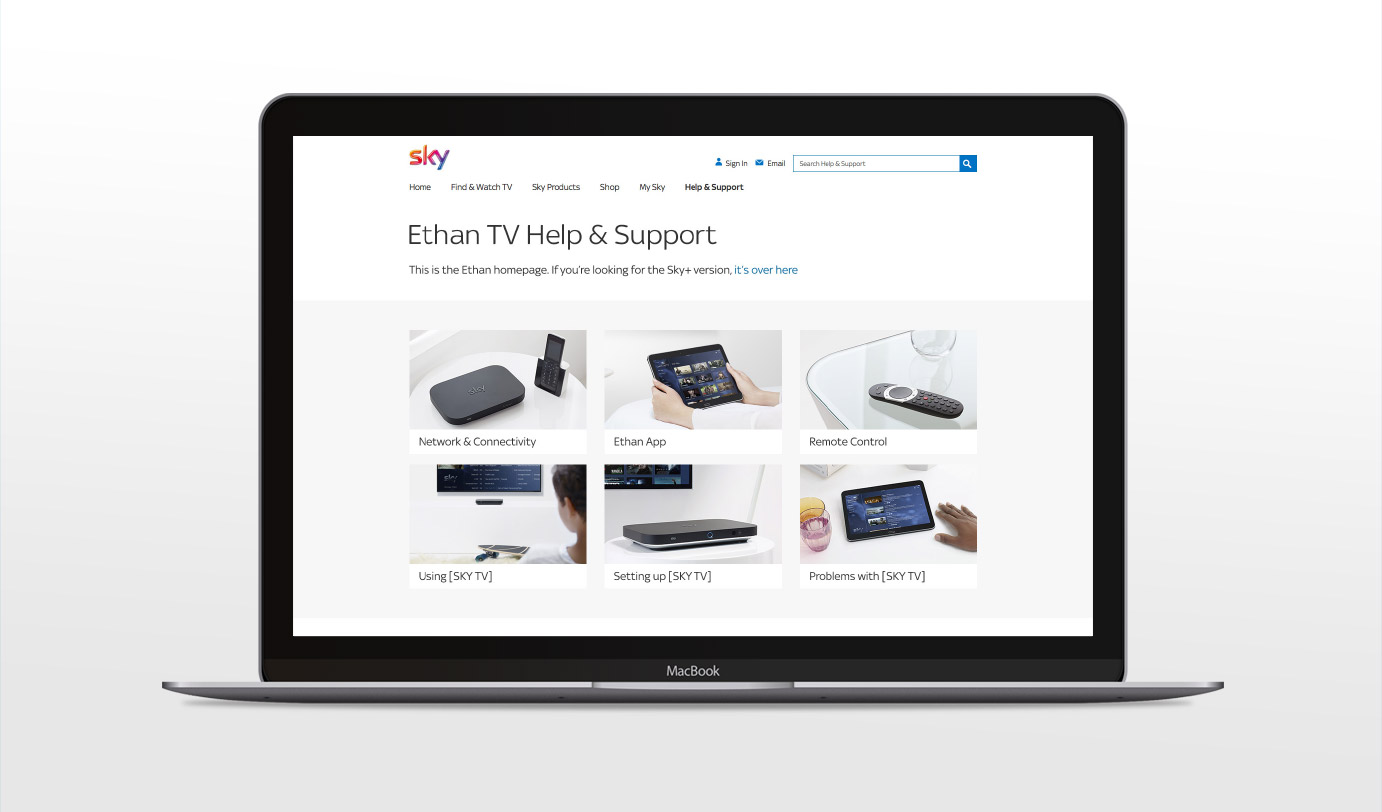 sky
Sign In
Email
Search Help & Support
Home
Find & Watch TV
Sky Products
Shop
My Sky
Help & Support
Ethan TV Help & Support
This is the Ethan homepage. If you're looking for the Sky+ version, it's over here
sky
Network & Connectivity
Ethan App
Remote Control
sky
Using [SKY TV]
Setting up [SKY TV]
Problems with [SKY TV]
MacBook